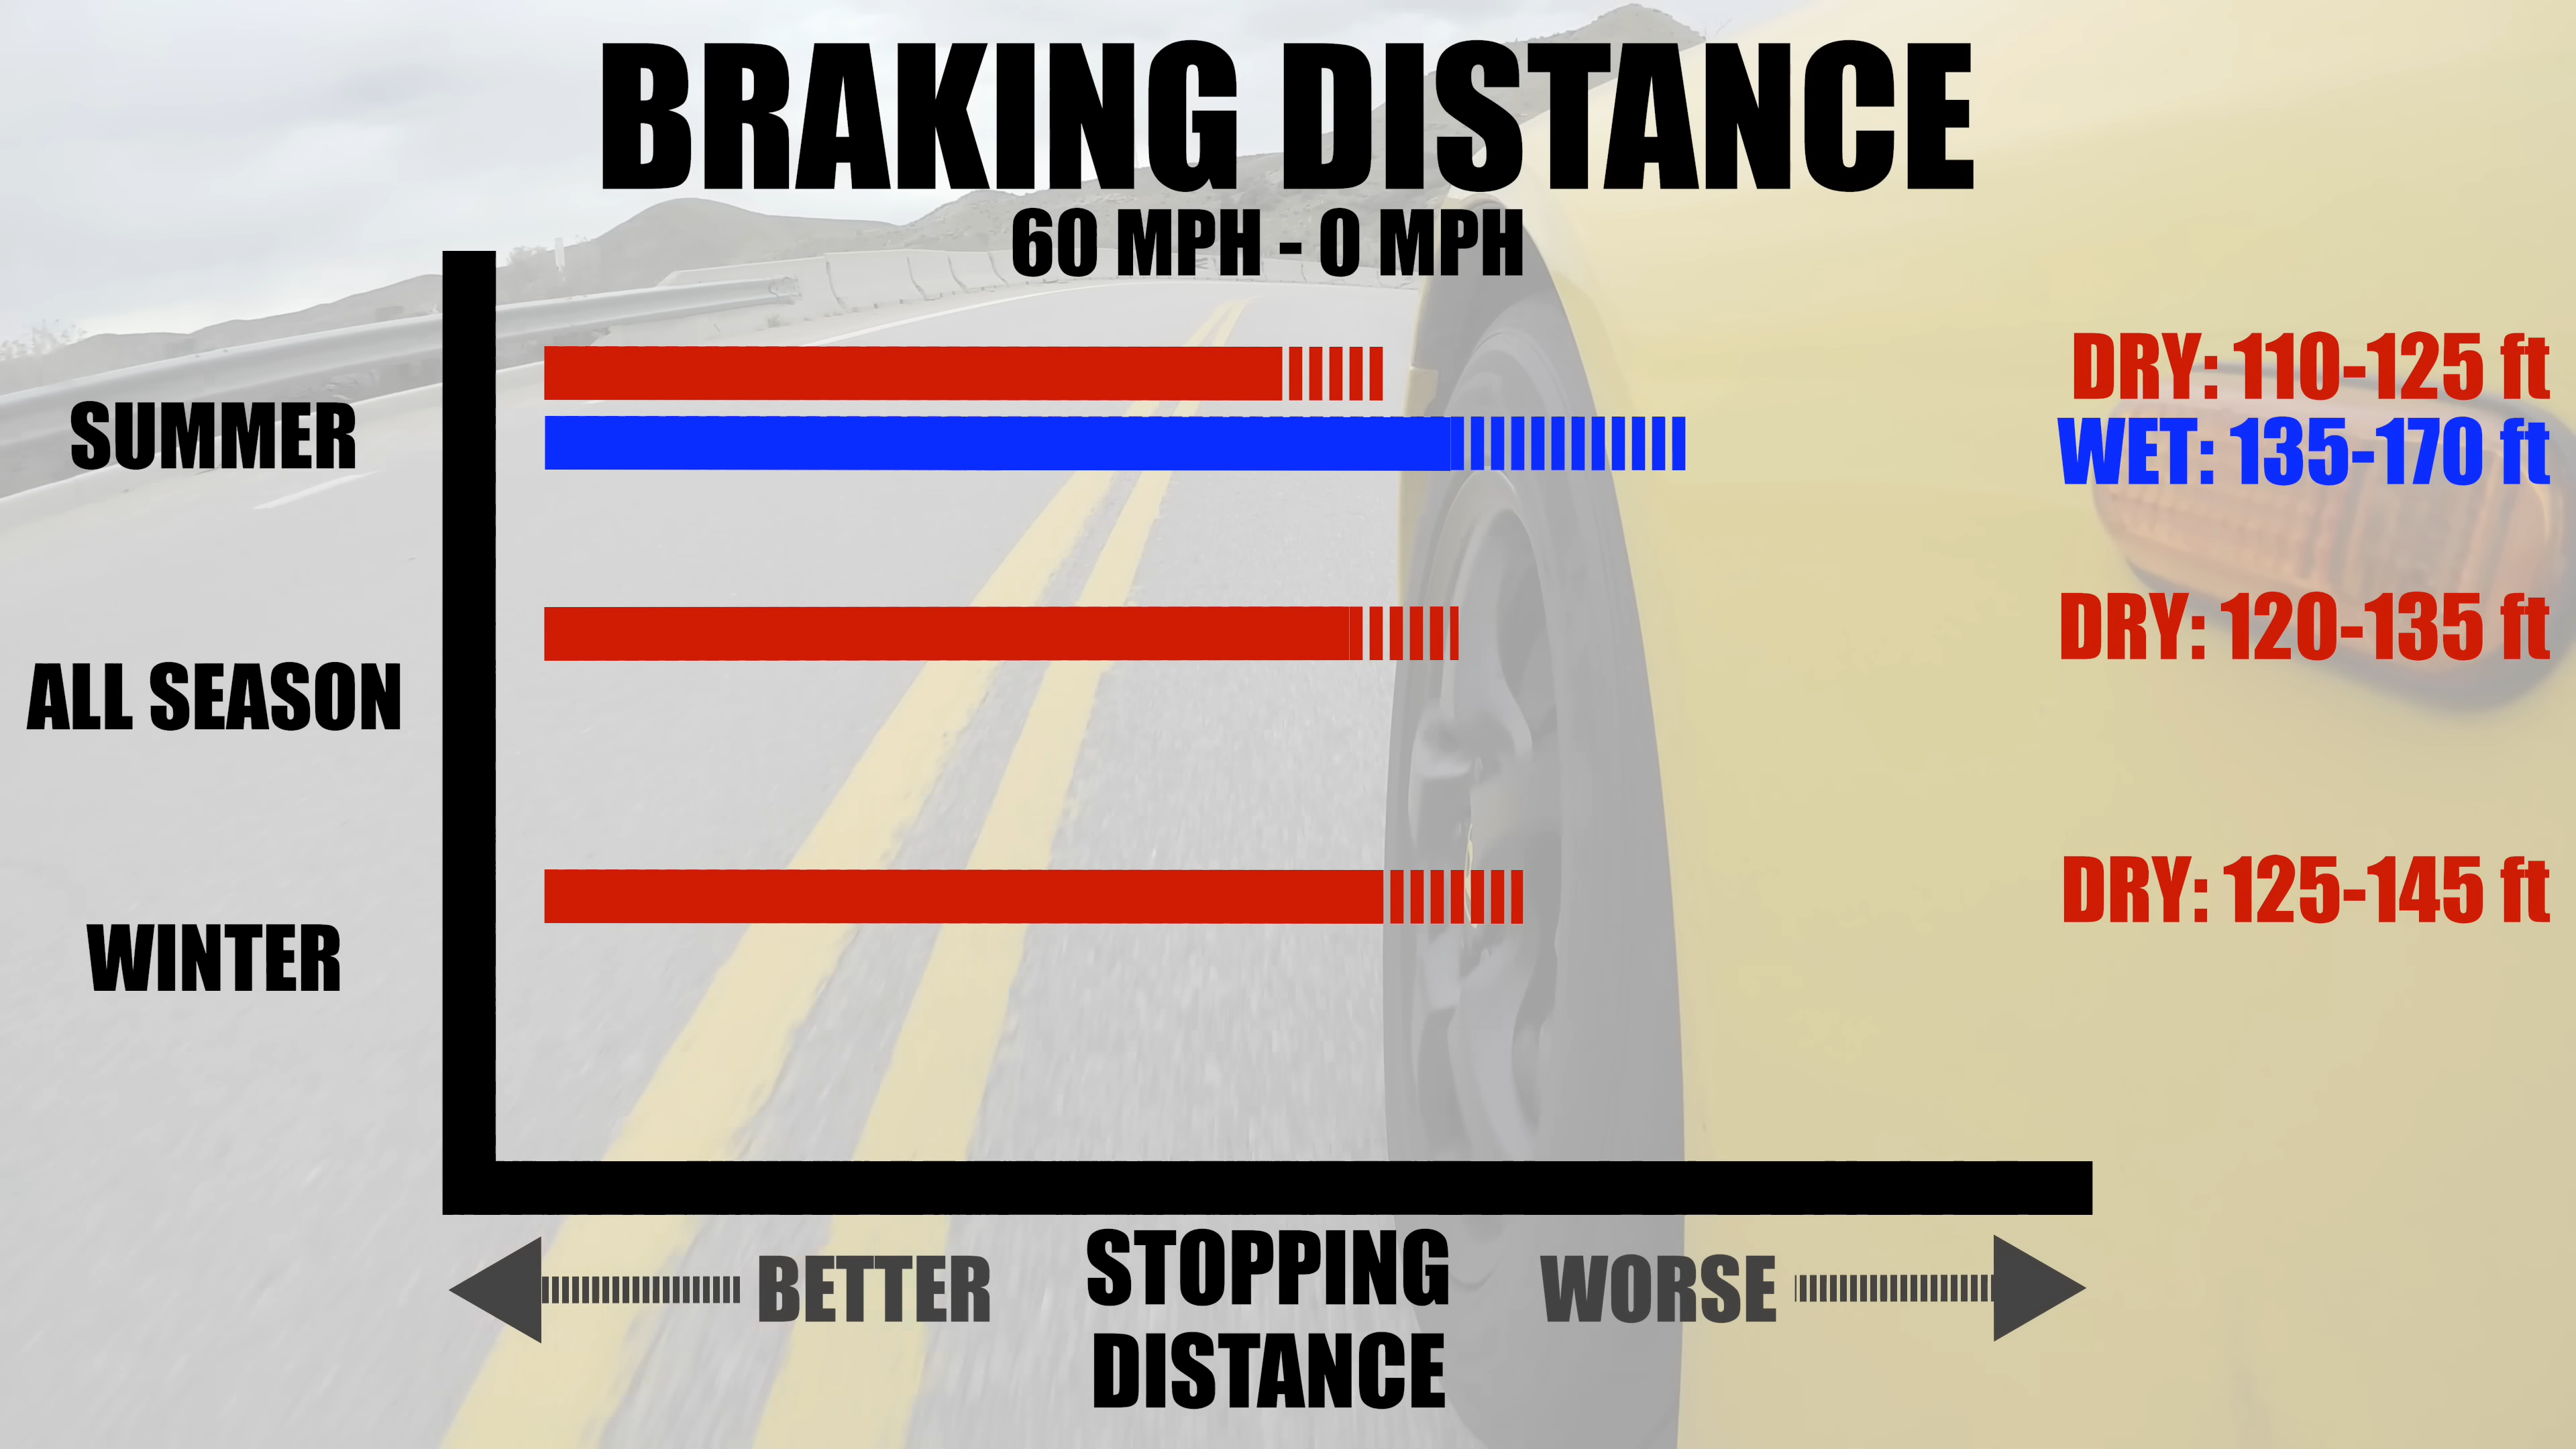 BRAKING DISTANCE
60 MPH - 0 MPH
SUMMER
DRY: 110-125 ft
WET: 135-170 ft
ALL SEASON
DRY: 120-135 ft
WINTER
DRY: 125-145 ft
BETTER
STOPPING
DISTANCE
WORSE